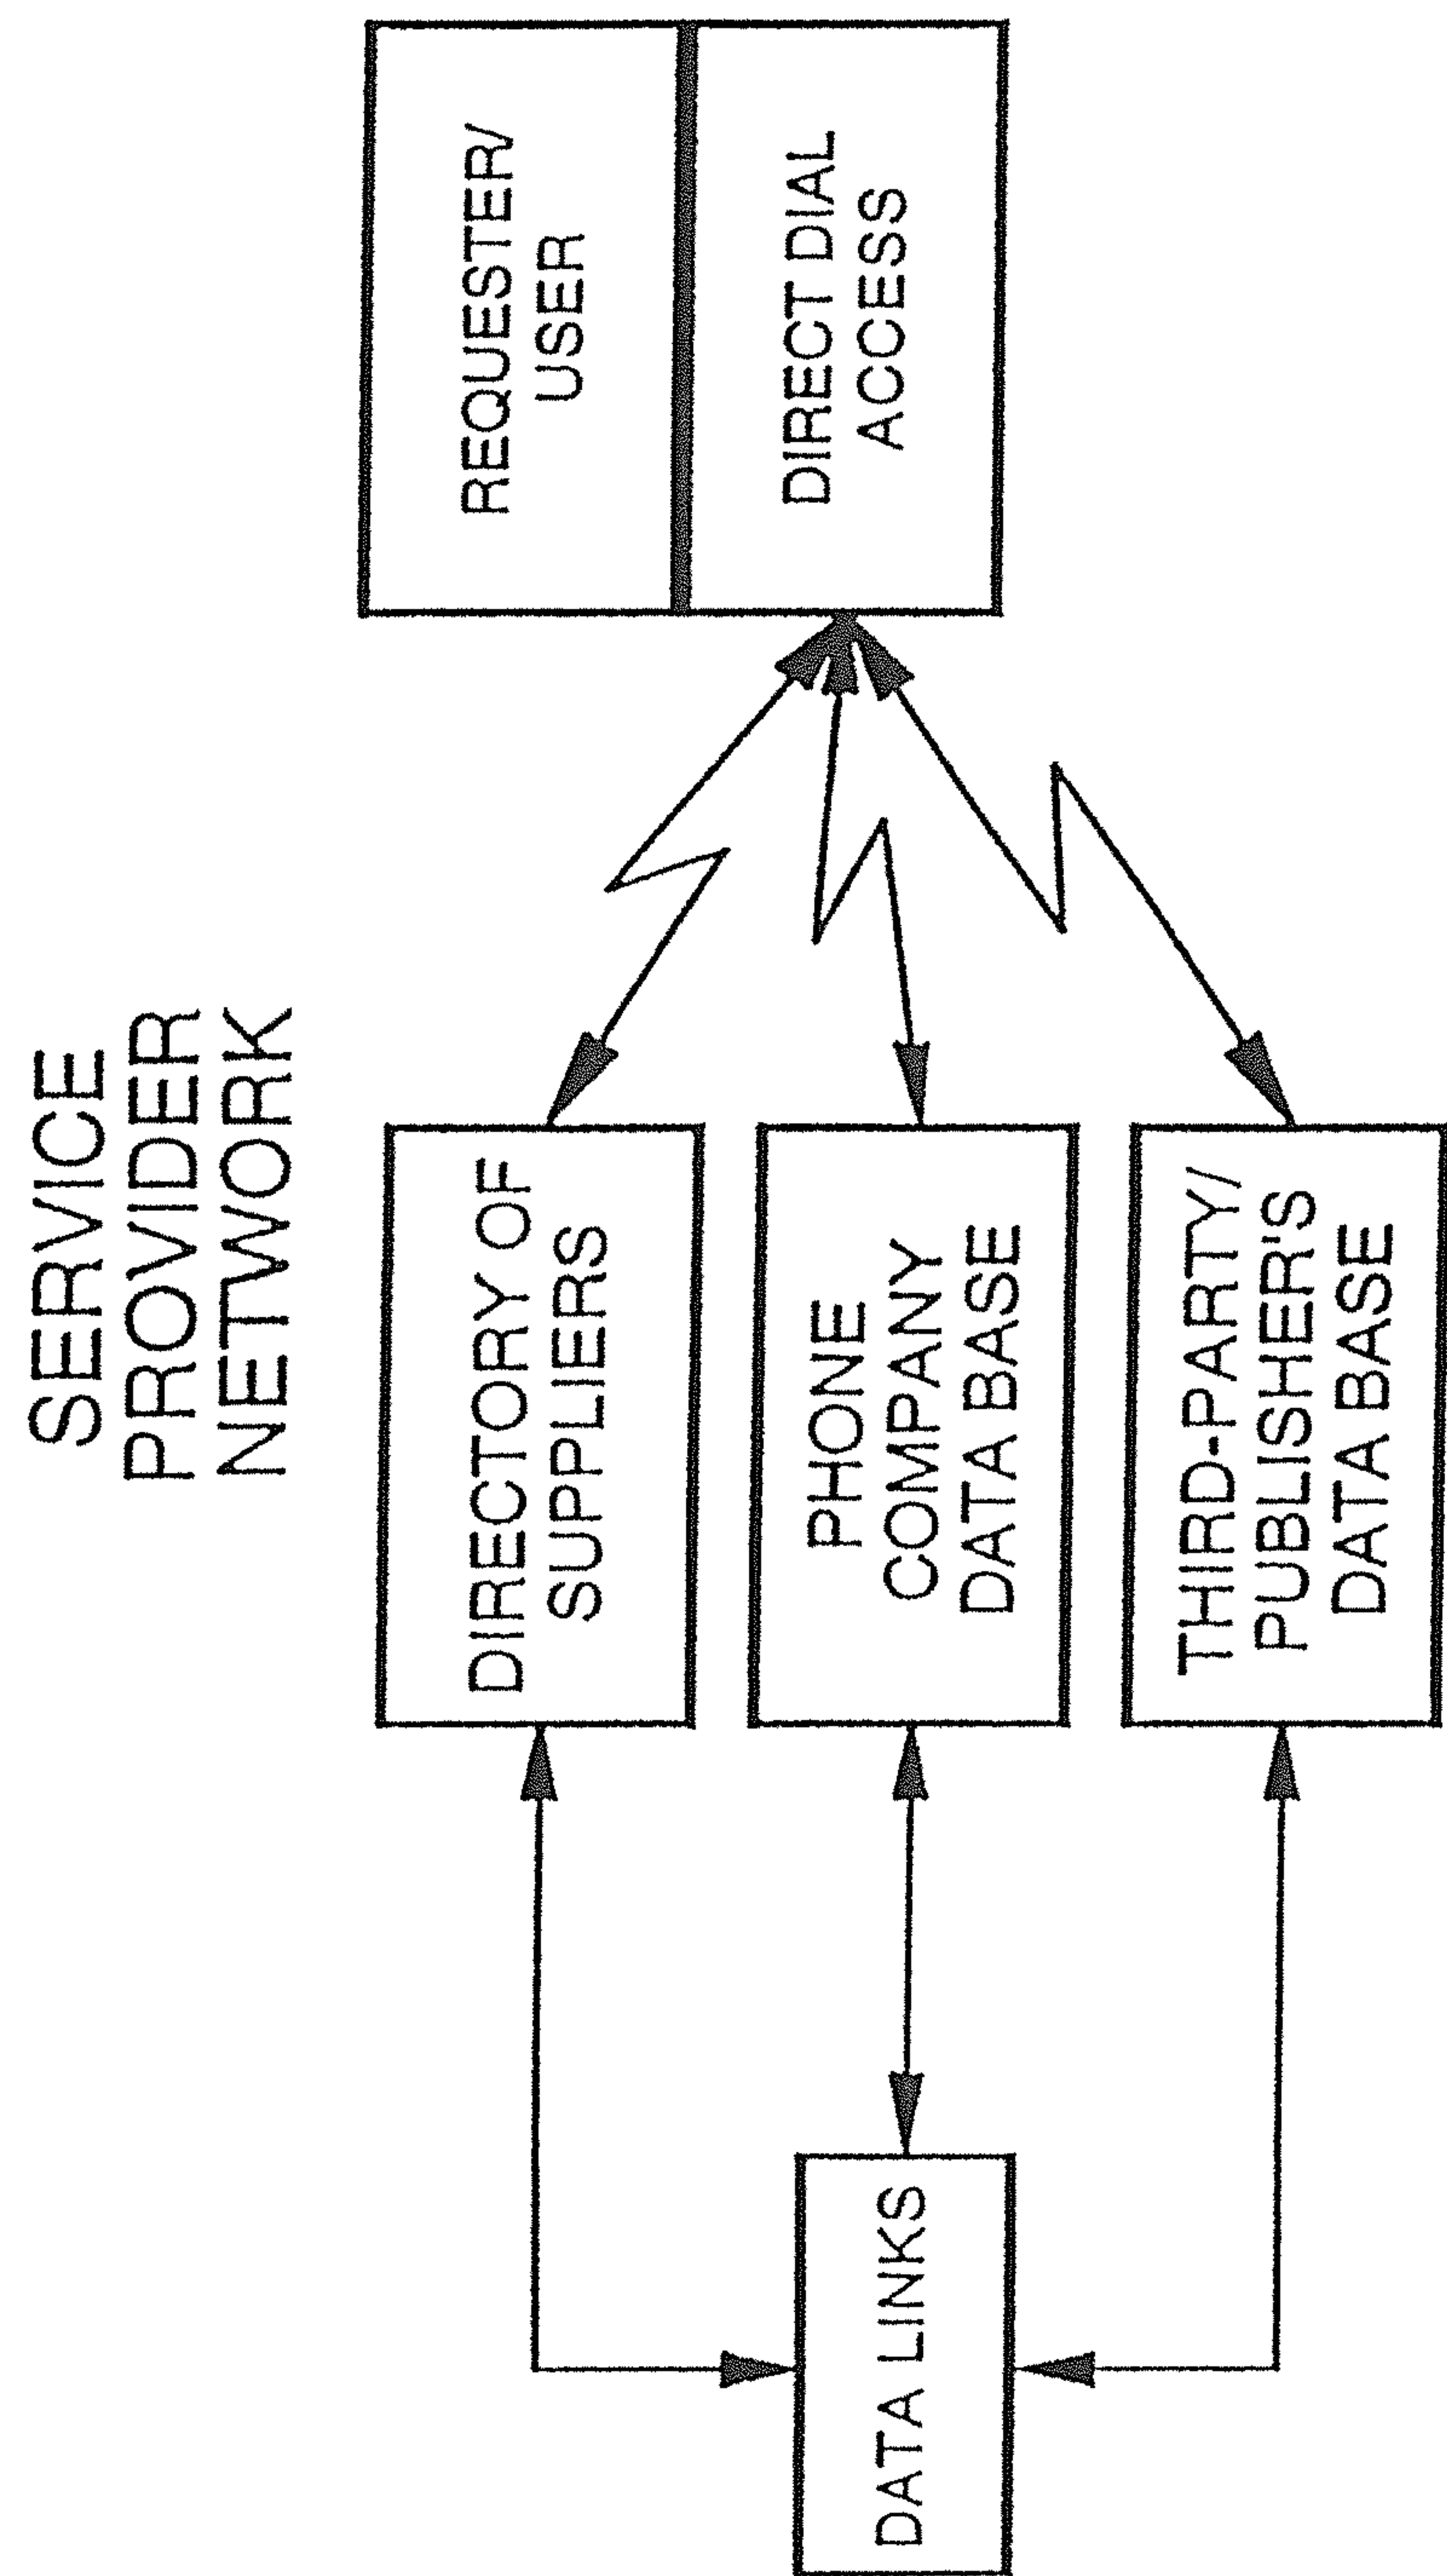 SERVICE
PROVIDER
NETWORK
DATA LINKS
DIRECTORY OF
SUPPLIERS
PHONE
COMPANY
DATA BASE
THIRD-PARTY/
PUBLISHER'S
DATA BASE
REQUESTER/
USER
DIRECT DIAL
ACCESS